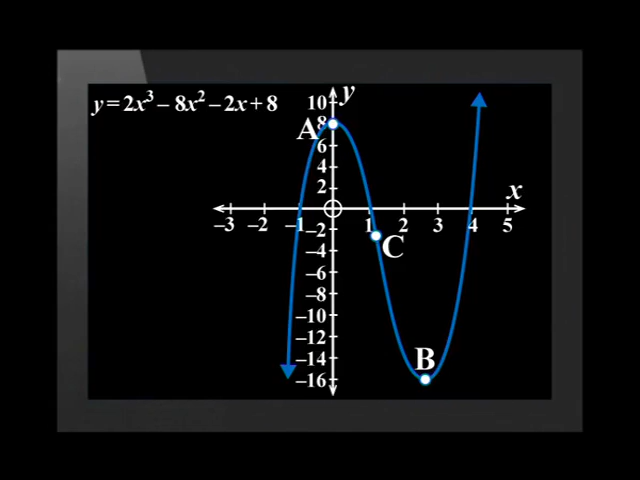 y = 2x³ – 8x² – 2x + 8
y
10
A
8
6
4
2
x
–3 –2 –1 1 2 3 4 5
–2
C
–4
–6
–8
–10
–12
B
–14
–16